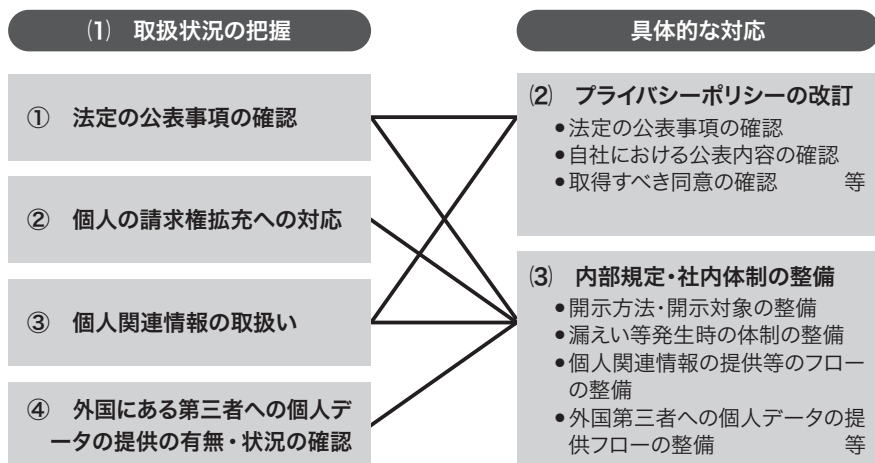 ⑴ 取扱状況の把握
① 法定の公表事項の確認
② 個人の請求権拡充への対応
③ 個人関連情報の取扱い
④ 外国にある第三者への個人デ
ータの提供の有無・状況の確認
具体的な対応
⑵ プライバシーポリシーの改訂
●法定の公表事項の確認
●自社における公表内容の確認
●取得すべき同意の確認 等
⑶ 内部規定・社内体制の整備
●開示方法・開示対象の整備
●漏えい等発生時の体制の整備
●個人関連情報の提供等のフロー
の整備
●外国第三者への個人データの提
供フローの整備 等